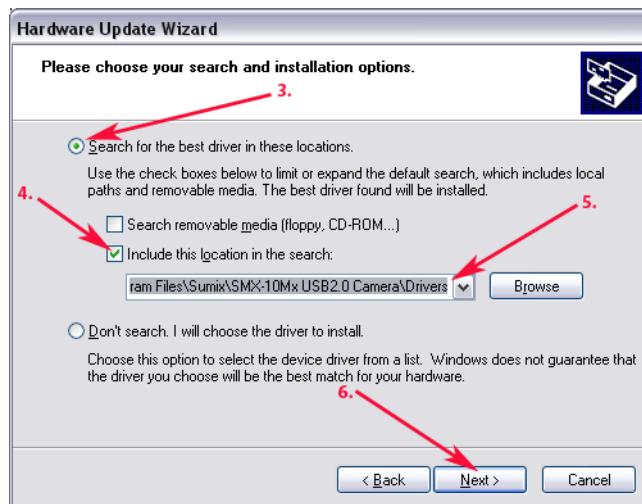 Hardware Update Wizard
Please choose your search and installation options.
3.
Search for the best driver in these locations.
Use the check boxes below to limit or expand the default search, which includes local
paths and removable media. The best driver found will be installed.
4.
5.
Search removable media (floppy, CD-ROM...)
Include this location in the search:
ram Files\Sumix\SMX-10Mx USB2.0 Camera\Drivers
Browse
Don't search. I will choose the driver to install.
Choose this option to select the device driver from a list. Windows does not guarantee that
the driver you choose will be the best match for your hardware.
6.
< Back
Next >
Cancel